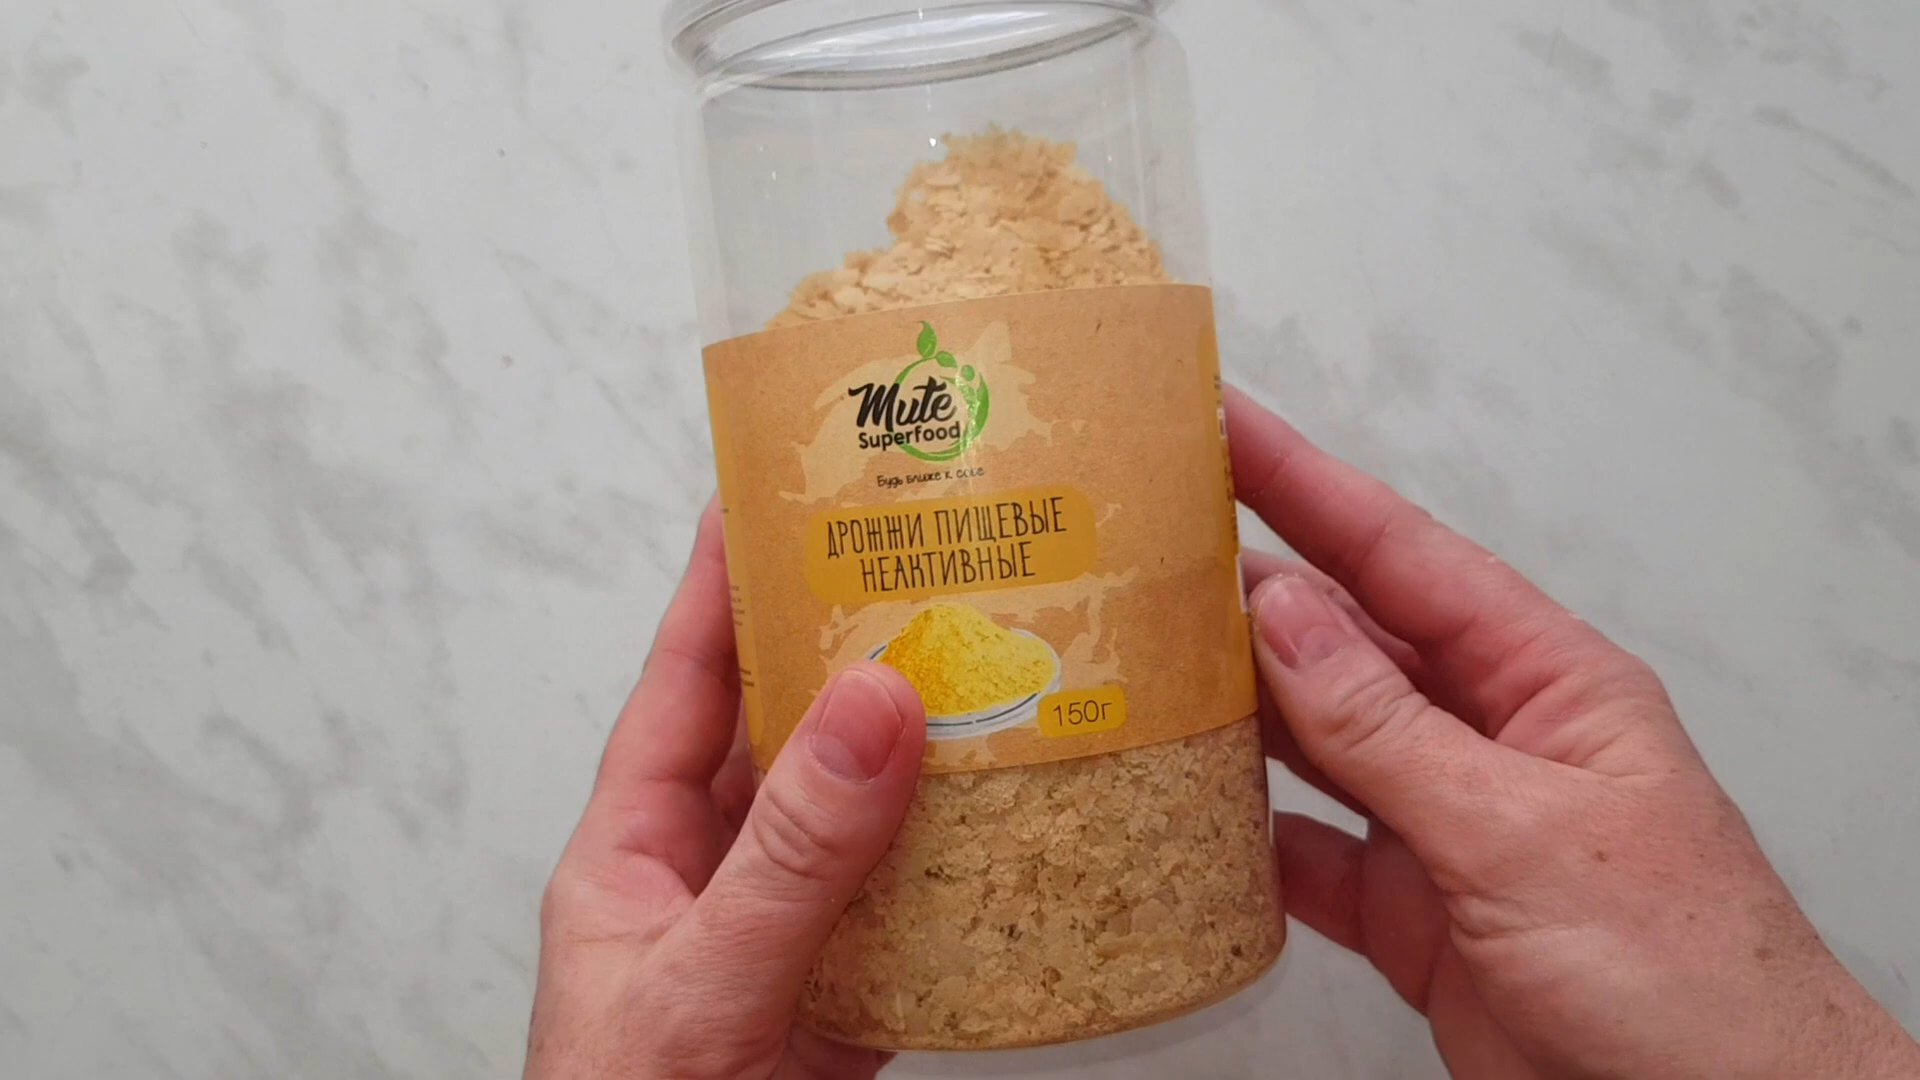 Mute
Superfood
Будь ближе к себе
ДРОЖЖИ ПИЩЕВЫЕ
НЕАКТИВНЫЕ
150г